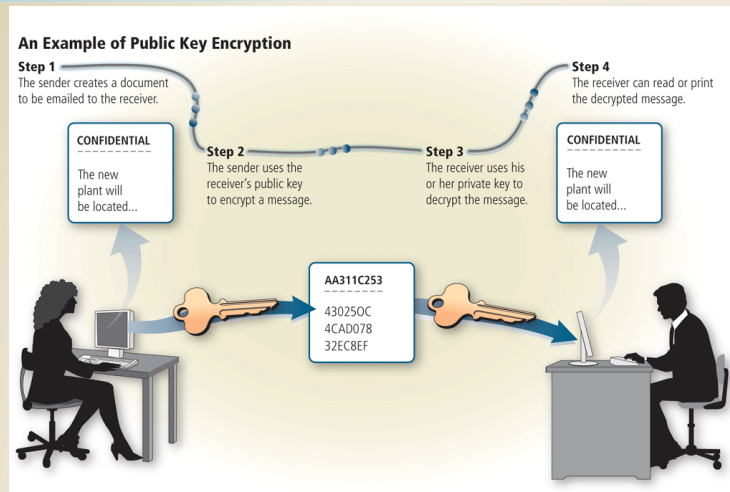 An Example of Public Key Encryption
Step 1
The sender creates a document
to be emailed to the receiver.
CONFIDENTIAL
The new
plant will
be located...
Step 2
The sender uses the
receiver's public key
to encrypt a message.
AA311C253
43025OC
4CAD078
32EC8EF
Step 3
The receiver uses his
or her private key to
decrypt the message.
Step 4
The receiver can read or print
the decrypted message.
CONFIDENTIAL
The new
plant will
be located...